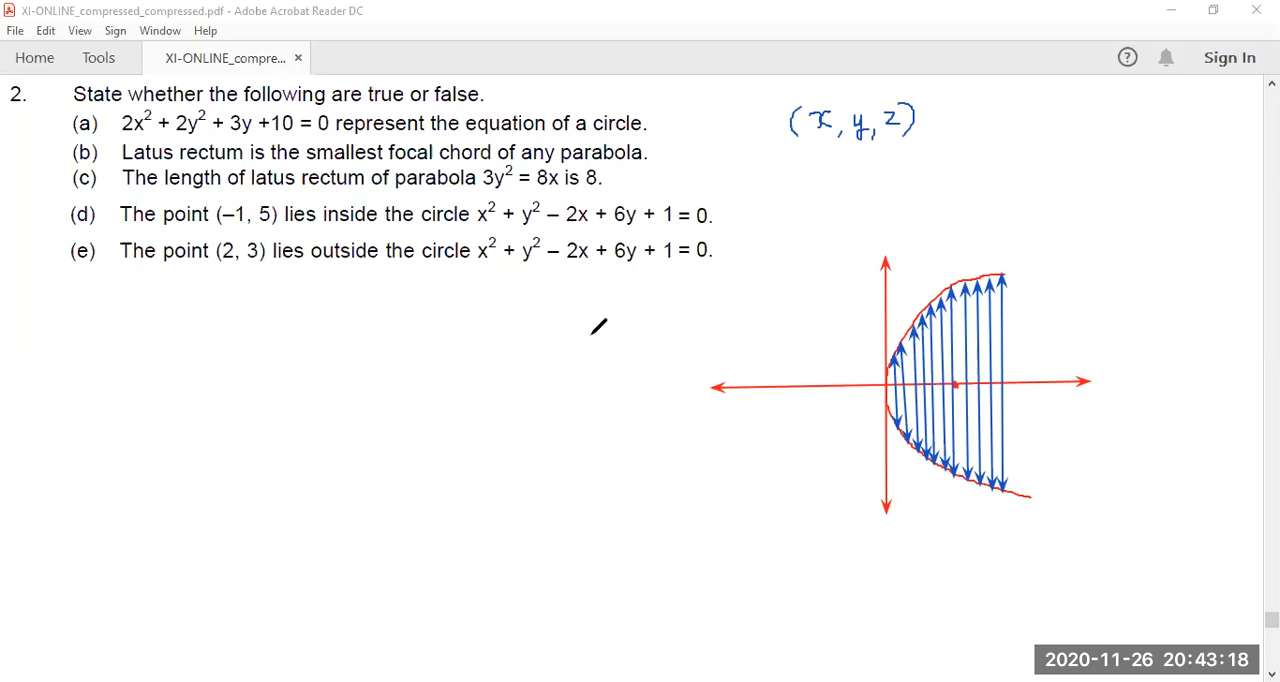 XI-ONLINE_compressed_compressed.pdf - Adobe Acrobat Reader DC
File Edit View Sign Window Help
Home Tools XI-ONLINE_compre... × Sign In
2. State whether the following are true or false.
(x, y, z)
(a) 2x² + 2y² + 3y +10 = 0 represent the equation of a circle.
(b) Latus rectum is the smallest focal chord of any parabola.
(c) The length of latus rectum of parabola 3y² = 8x is 8.
(d) The point (–1, 5) lies inside the circle x² + y² – 2x + 6y + 1 = 0.
(e) The point (2, 3) lies outside the circle x² + y² – 2x + 6y + 1 = 0.
2020-11-26 20:43:18